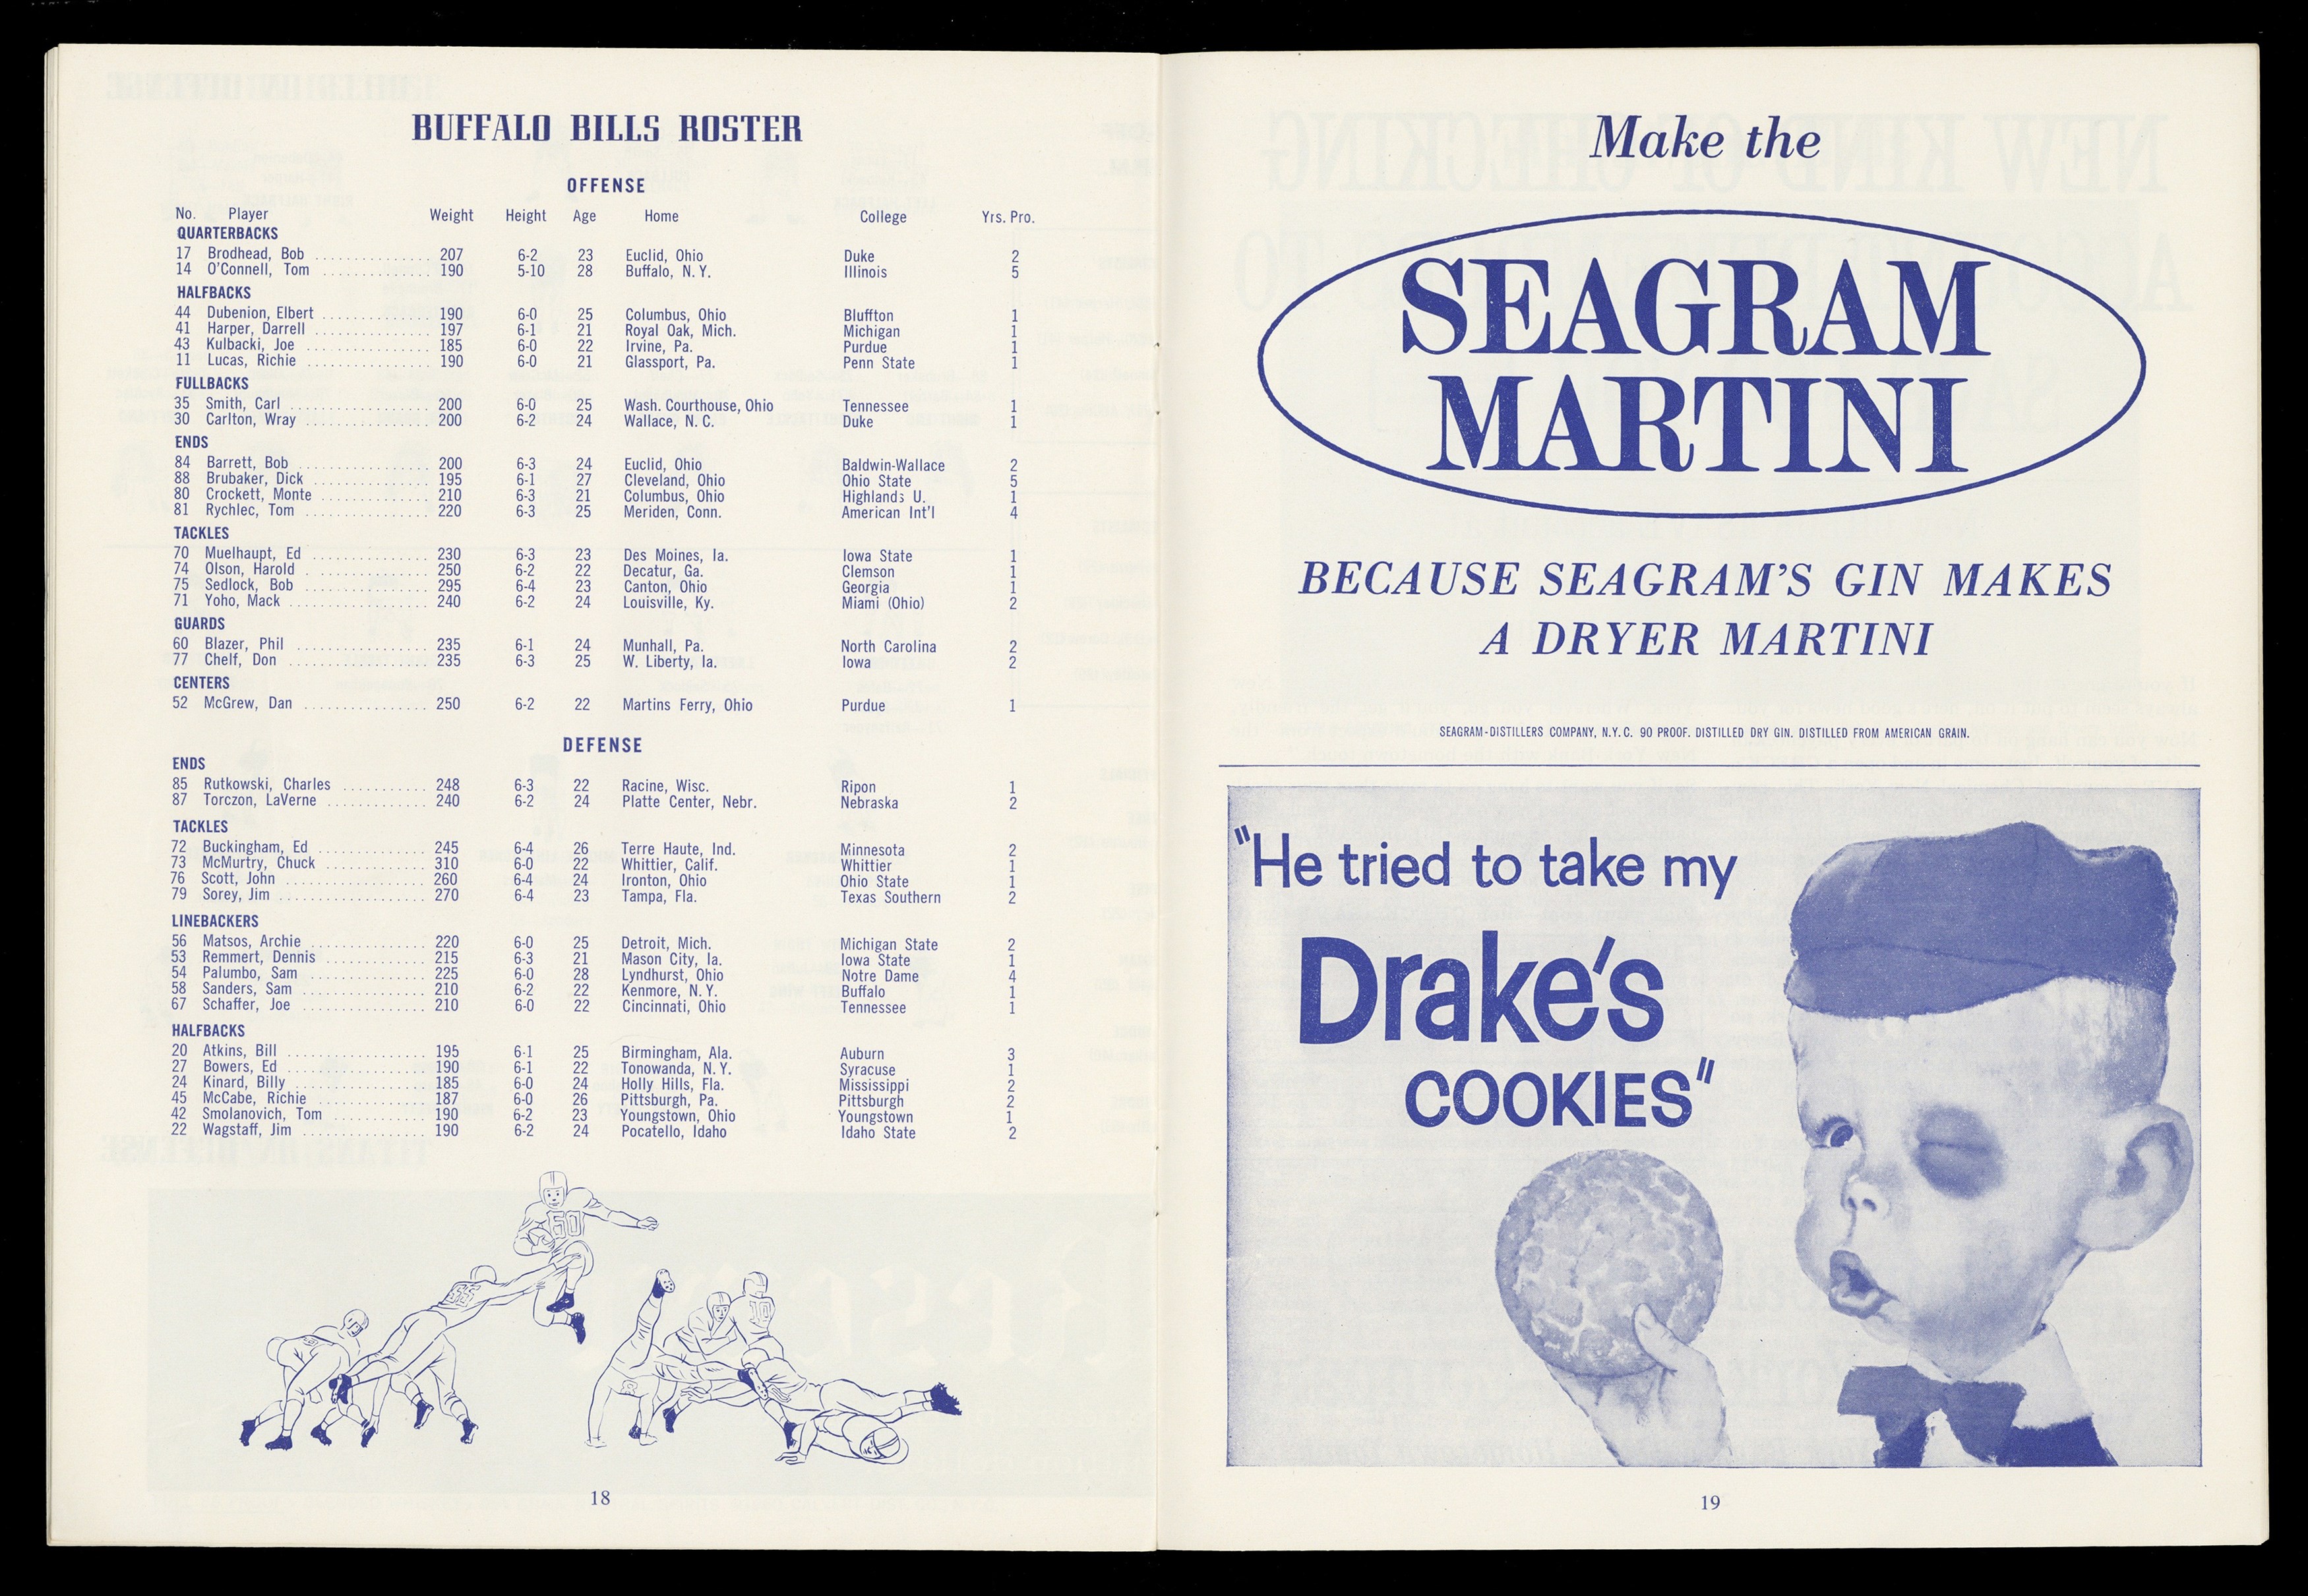 BUFFALO BILLS ROSTER
OFFENSE
No. Player Weight Height Age Home College Yrs. Pro.
QUARTERBACKS
17 Brodhead, Bob .............. 207 6-2 23 Euclid, Ohio Duke 2
14 O'Connell, Tom ............. 190 5-10 28 Buffalo, N.Y. Illinois 5
HALFBACKS
44 Dubenion, Elbert ............. 190 6-0 25 Columbus, Ohio Bluffton 1
41 Harper, Darrell .............. 197 6-1 21 Royal Oak, Mich. Michigan 1
43 Kulbacki, Joe ............... 185 6-0 22 Irvine, Pa. Purdue 1
11 Lucas, Richie ............... 190 6-0 21 Glassport, Pa. Penn State 1
FULLBACKS
35 Smith, Carl ................. 200 6-0 25 Wash. Courthouse, Ohio Tennessee 1
30 Carlton, Wray ............... 200 6-2 24 Wallace, N.C. Duke 1
ENDS
84 Barrett, Bob ................ 200 6-3 24 Euclid, Ohio Baldwin-Wallace 2
88 Brubaker, Dick .............. 195 6-1 27 Cleveland, Ohio Ohio State 5
80 Crockett, Monte ............. 210 6-3 21 Columbus, Ohio Highlands U. 1
81 Rychlec, Tom ................ 220 6-3 25 Meriden, Conn. American Int'l 4
TACKLES
70 Muelhaupt, Ed .............. 230 6-3 23 Des Moines, Ia. Iowa State 1
74 Olson, Harold ............... 250 6-2 22 Decatur, Ga. Clemson 1
75 Sedlock, Bob ................ 295 6-4 23 Canton, Ohio Georgia 1
71 Yoho, Mack ................. 240 6-2 24 Louisville, Ky. Miami (Ohio) 2
GUARDS
60 Blazer, Phil ................ 235 6-1 24 Munhall, Pa. North Carolina 2
77 Chelf, Don ................. 235 6-3 25 W. Liberty, Ia. Iowa 2
CENTERS
52 McGrew, Dan ............... 250 6-2 22 Martins Ferry, Ohio Purdue 1
DEFENSE
ENDS
85 Rutkowski, Charles ........... 248 6-3 22 Racine, Wisc. Ripon 1
87 Torczon, LaVerne ............ 240 6-2 24 Platte Center, Nebr. Nebraska 2
TACKLES
72 Buckingham, Ed ............. 245 6-4 26 Terre Haute, Ind. Minnesota 2
73 McMurtry, Chuck ............ 310 6-0 22 Whittier, Calif. Whittier 1
76 Scott, John ................. 260 6-4 24 Ironton, Ohio Ohio State 1
79 Sorey, Jim .................. 270 6-4 23 Tampa, Fla. Texas Southern 2
LINEBACKERS
56 Matsos, Archie .............. 220 6-0 25 Detroit, Mich. Michigan State 2
53 Remmert, Dennis ............. 215 6-3 21 Mason City, Ia. Iowa State 1
54 Palumbo, Sam .............. 225 6-0 28 Lyndhurst, Ohio Notre Dame 4
58 Sanders, Sam ............... 210 6-2 22 Kenmore, N.Y. Buffalo 1
67 Schaffer, Joe ................ 210 6-0 22 Cincinnati, Ohio Tennessee 1
HALFBACKS
20 Atkins, Bill ................. 195 6-1 25 Birmingham, Ala. Auburn 3
27 Bowers, Ed ................. 190 6-1 22 Tonowanda, N.Y. Syracuse 1
24 Kinard, Billy ................ 185 6-0 24 Holly Hills, Fla. Mississippi 2
45 McCabe, Richie .............. 187 6-0 26 Pittsburgh, Pa. Pittsburgh 2
42 Smolanovich, Tom ........... 190 6-2 23 Youngstown, Ohio Youngstown 1
22 Wagstaff, Jim ............... 190 6-2 24 Pocatello, Idaho Idaho State 2
60
55
10
18
Make the
SEAGRAM
MARTINI
BECAUSE SEAGRAM'S GIN MAKES
A DRYER MARTINI
SEAGRAM-DISTILLERS COMPANY, N.Y.C. 90 PROOF. DISTILLED DRY GIN. DISTILLED FROM AMERICAN GRAIN.
"He tried to take my
Drake's
COOKIES"
19